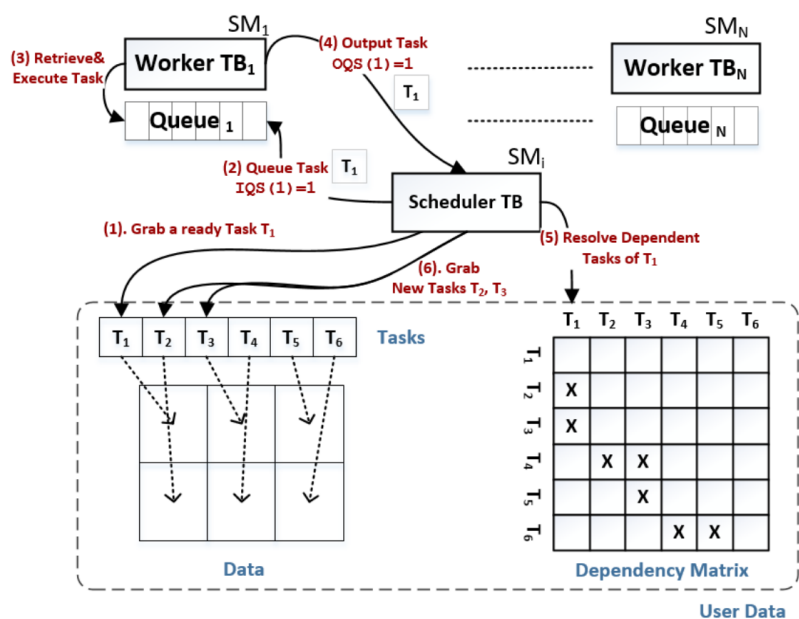 SM1
SMN
(3) Retrieve&
Execute Task
Worker TB1
(4) Output Task
OQS(1)=1
T1
Worker TBN
Queue 1
Queue N
(2) Queue Task
IQS(1)=1
T1
SMi
Scheduler TB
(1). Grab a ready Task T1
(5) Resolve Dependent
Tasks of T1
(6). Grab
New Tasks T2, T3
T1 T2 T3 T4 T5 T6
Tasks
T1 T2 T3 T4 T5 T6
T1
T2 X
T3 X
T4 X X
T5 X
T6 X X
Data
Dependency Matrix
User Data